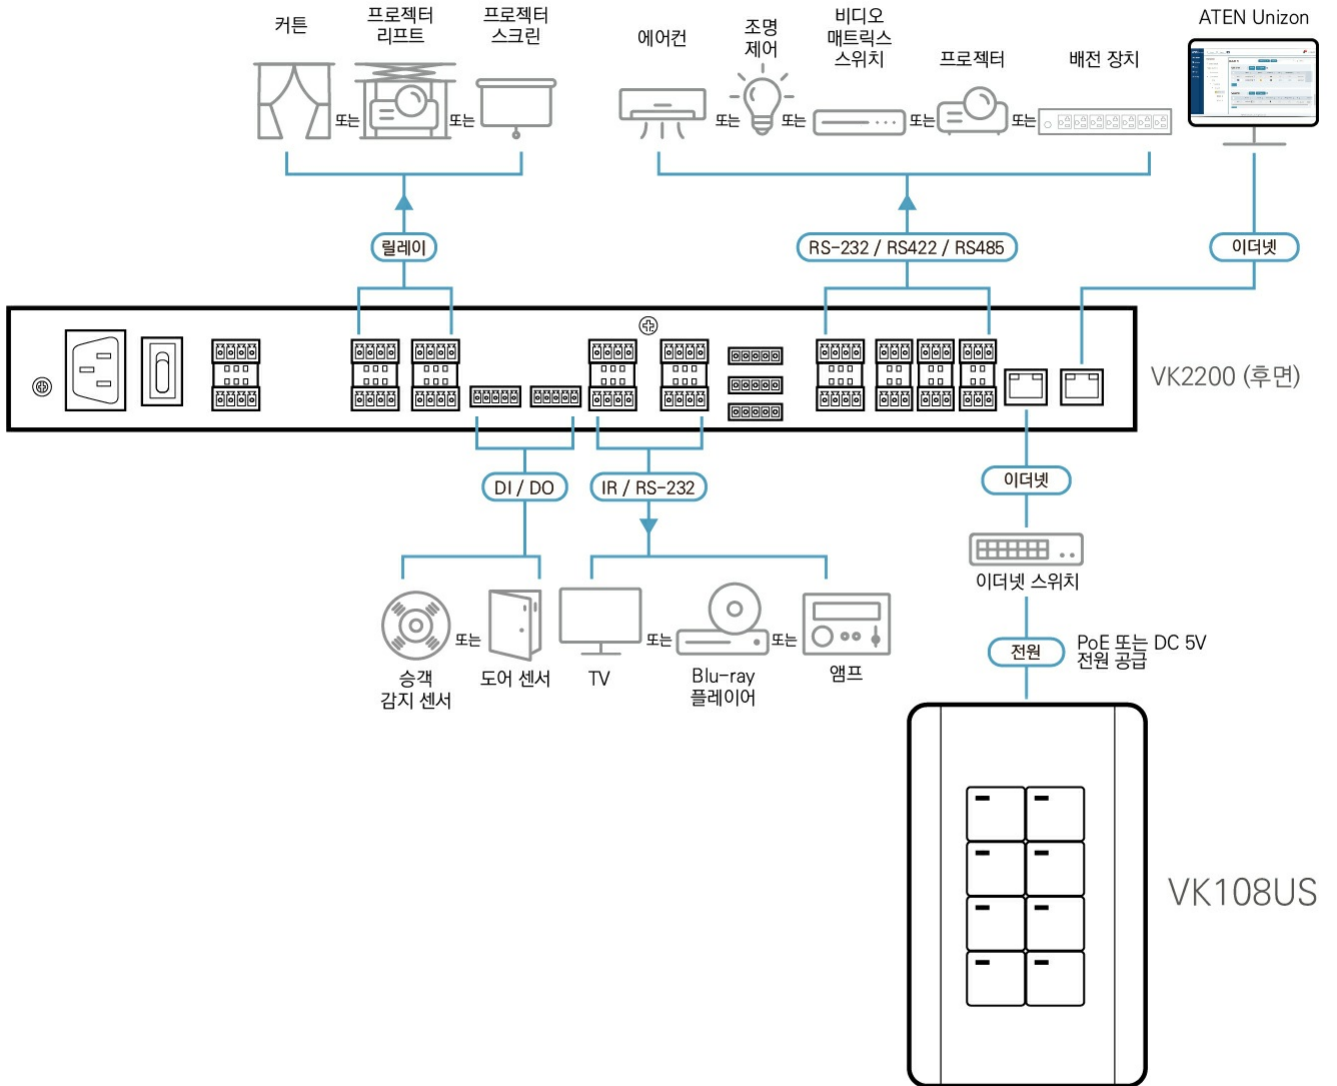 커튼
프로젝터
리프트
프로젝터
스크린
에어컨
조명
제어
비디오
매트릭스
스위치
프로젝터
배전 장치
ATEN Unizon
또는
또는
또는
또는
또는
또는
릴레이
RS-232 / RS422 / RS485
이더넷
VK2200 (후면)
DI / DO
IR / RS-232
이더넷
이더넷 스위치
또는
또는
또는
승객
감지 센서
도어 센서
TV
Blu-ray
플레이어
앰프
전원
PoE 또는 DC 5V
전원 공급
VK108US